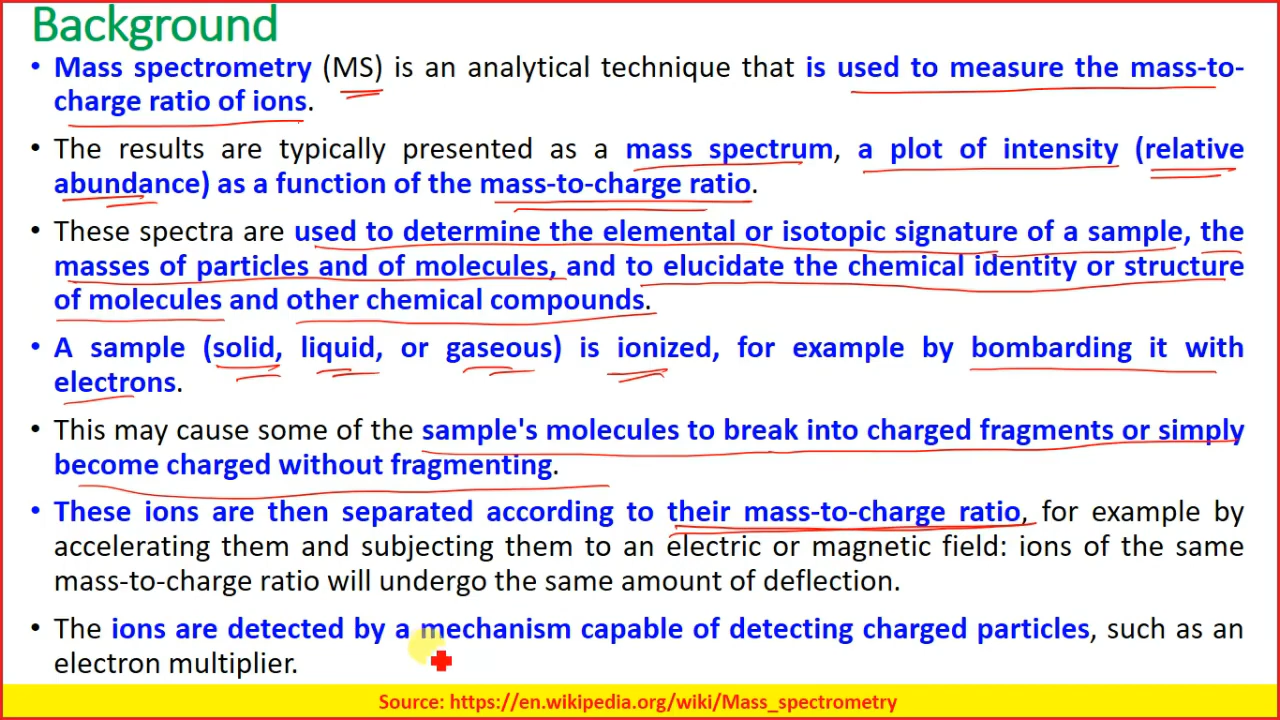 Background
• Mass spectrometry (MS) is an analytical technique that is used to measure the mass-to-
charge ratio of ions.
• The results are typically presented as a mass spectrum, a plot of intensity (relative
abundance) as a function of the mass-to-charge ratio.
• These spectra are used to determine the elemental or isotopic signature of a sample, the
masses of particles and of molecules, and to elucidate the chemical identity or structure
of molecules and other chemical compounds.
• A sample (solid, liquid, or gaseous) is ionized, for example by bombarding it with
electrons.
• This may cause some of the sample's molecules to break into charged fragments or simply
become charged without fragmenting.
• These ions are then separated according to their mass-to-charge ratio, for example by
accelerating them and subjecting them to an electric or magnetic field: ions of the same
mass-to-charge ratio will undergo the same amount of deflection.
• The ions are detected by a mechanism capable of detecting charged particles, such as an
electron multiplier.
Source: https://en.wikipedia.org/wiki/Mass_spectrometry